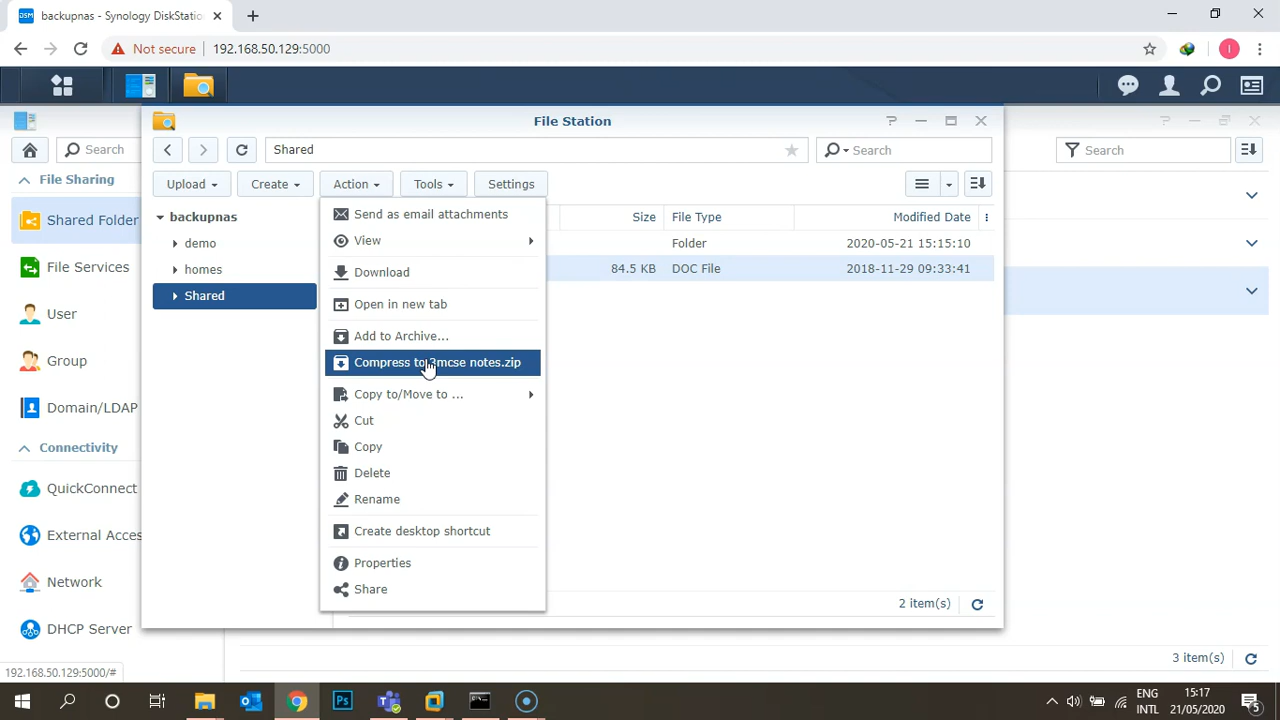 backupnas - Synology DiskStatio
Not secure
192.168.50.129:5000
I
File Station
Search
Shared
Search
Search
File Sharing
Upload
Create
Action
Tools
Settings
Shared Folder
File Services
User
Group
Domain/LDAP
Connectivity
QuickConnect
External Acces
Network
DHCP Server
backupnas
demo
homes
Shared
Send as email attachments
View
Download
Open in new tab
Add to Archive...
Compress to 3mcse notes.zip
Copy to/Move to ...
Cut
Copy
Delete
Rename
Create desktop shortcut
Properties
Share
Size File Type Modified Date
Folder 2020-05-21 15:15:10
84.5 KB DOC File 2018-11-29 09:33:41
2 item(s)
3 item(s)
192.168.50.129:5000/#
ENG
INTL
15:17
21/05/2020
5